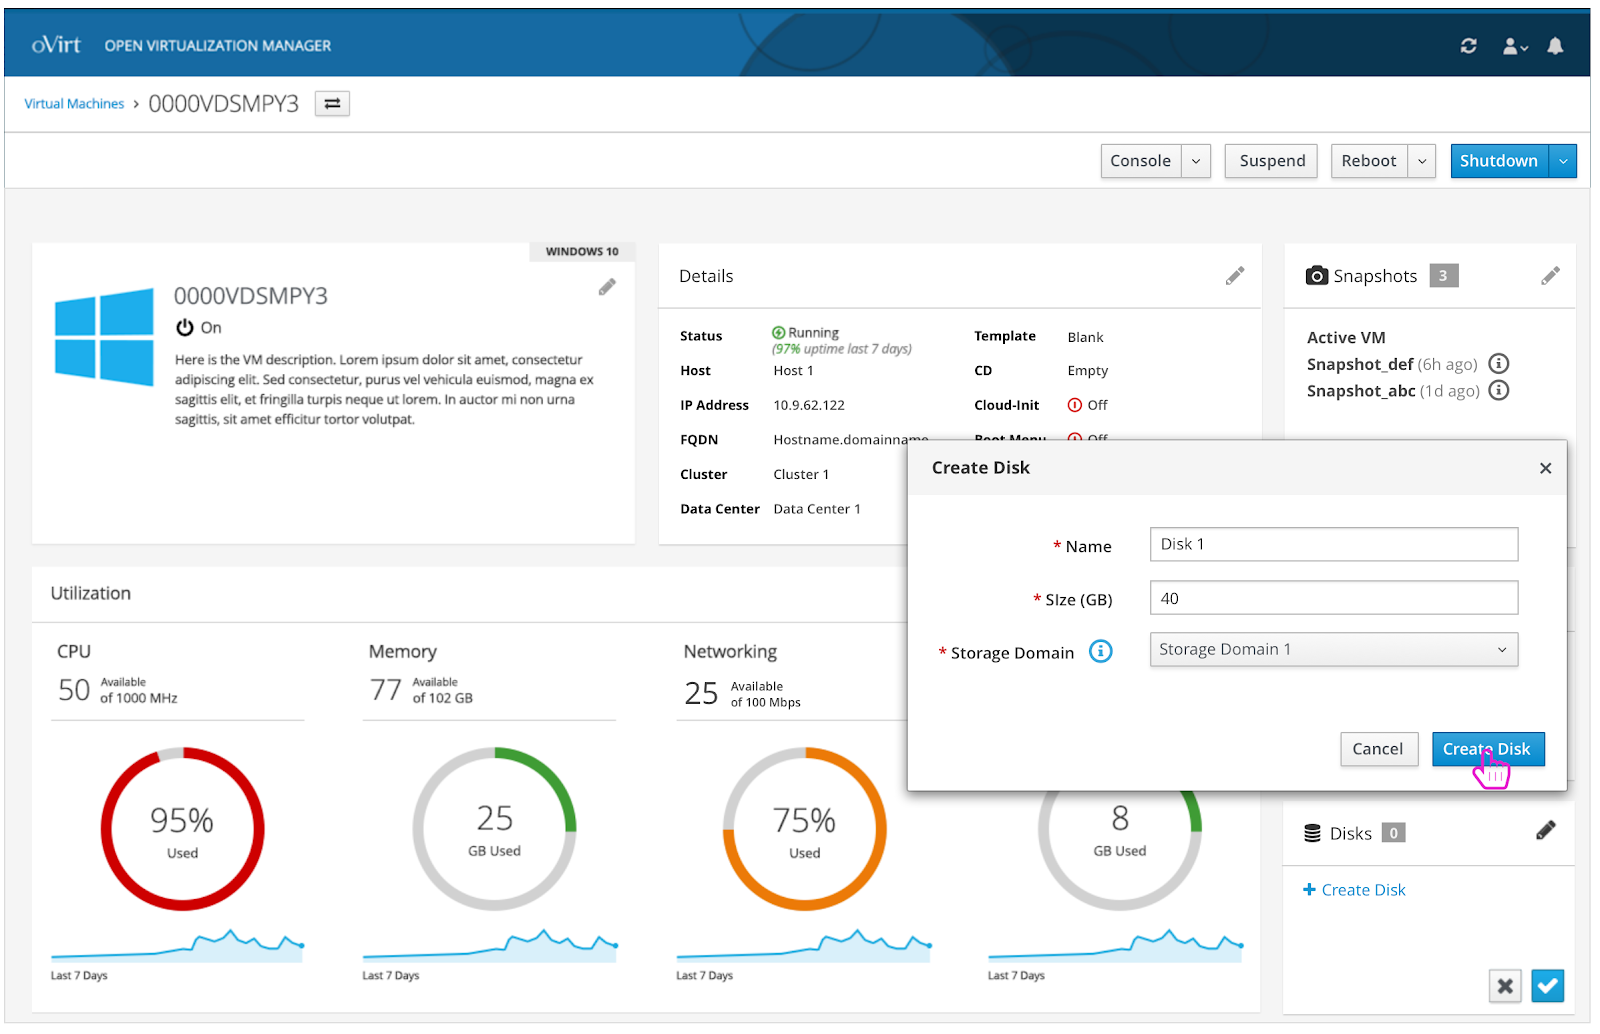 oVirt OPEN VIRTUALIZATION MANAGER
Virtual Machines › 0000VDSMPY3
Console Suspend Reboot Shutdown
WINDOWS 10
0000VDSMPY3
On
Here is the VM description. Lorem ipsum dolor sit amet, consectetur
adipiscing elit. Sed consectetur, purus vel vehicula euismod, magna ex
sagittis elit, et fringilla turpis neque ut lorem. In auctor mi non urna
sagittis, sit amet efficitur tortor volutpat.
Details
Status Running
(97% uptime last 7 days)
Host Host 1
IP Address 10.9.62.122
FQDN Hostname.domainname
Cluster Cluster 1
Data Center Data Center 1
Template Blank
CD Empty
Cloud-Init Off
Boot Menu Off
Snapshots 3
Active VM
Snapshot_def (6h ago)
Snapshot_abc (1d ago)
Create Disk
* Name Disk 1
* SIze (GB) 40
* Storage Domain Storage Domain 1
Cancel Create Disk
Utilization
CPU
50 Available
of 1000 MHz
95%
Used
Last 7 Days
Memory
77 Available
of 102 GB
25
GB Used
Last 7 Days
Networking
25 Available
of 100 Mbps
75%
Used
Last 7 Days
8
GB Used
Last 7 Days
Disks 0
+ Create Disk